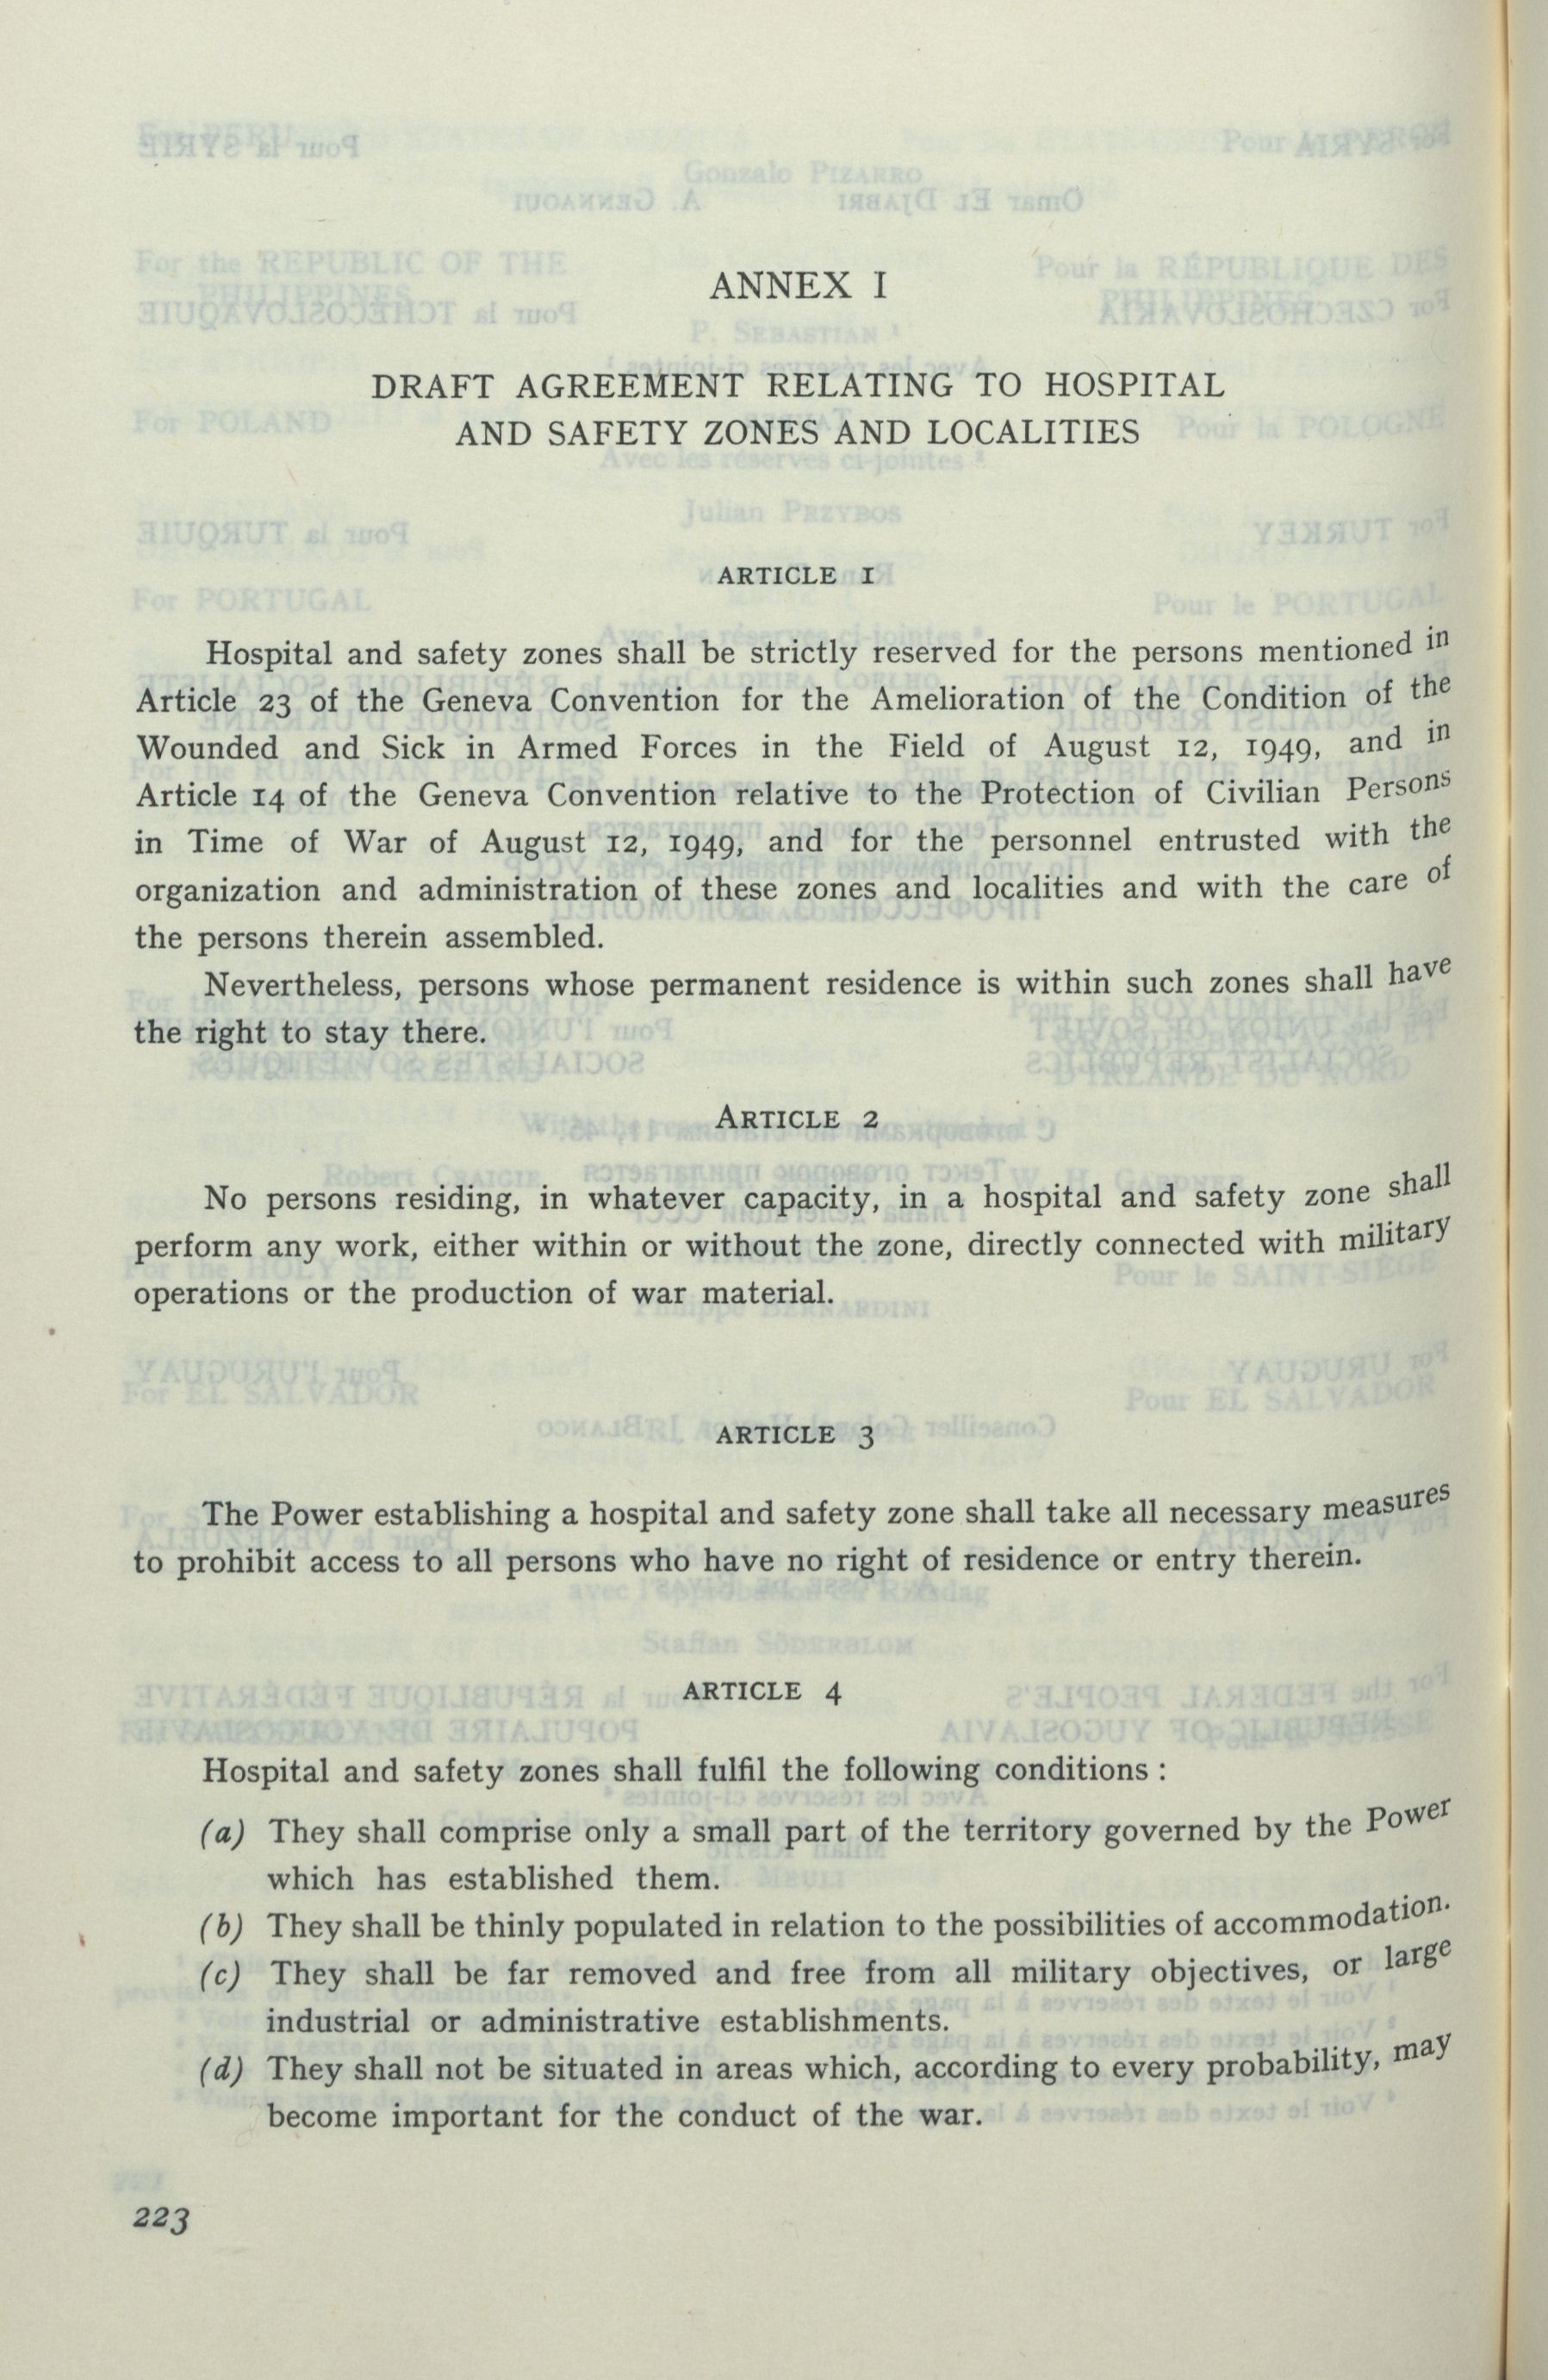 ANNEX I
DRAFT AGREEMENT RELATING TO HOSPITAL
AND SAFETY ZONES AND LOCALITIES
ARTICLE 1
Hospital and safety zones shall be strictly reserved for the persons mentioned in
Article 23 of the Geneva Convention for the Amelioration of the Condition of the
Wounded and Sick in Armed Forces in the Field of August 12, 1949, and in
Article 14 of the Geneva Convention relative to the Protection of Civilian Persons
in Time of War of August 12, 1949, and for the personnel entrusted with the
organization and administration of these zones and localities and with the care of
the persons therein assembled.
Nevertheless, persons whose permanent residence is within such zones shall have
the right to stay there.
ARTICLE 2
No persons residing, in whatever capacity, in a hospital and safety zone shall
perform any work, either within or without the zone, directly connected with military
operations or the production of war material.
ARTICLE 3
The Power establishing a hospital and safety zone shall take all necessary measures
to prohibit access to all persons who have no right of residence or entry therein.
ARTICLE 4
Hospital and safety zones shall fulfil the following conditions :
(a) They shall comprise only a small part of the territory governed by the Power
which has established them.
(b) They shall be thinly populated in relation to the possibilities of accommodation.
(c) They shall be far removed and free from all military objectives, or large
industrial or administrative establishments.
(d) They shall not be situated in areas which, according to every probability, may
become important for the conduct of the war.
223